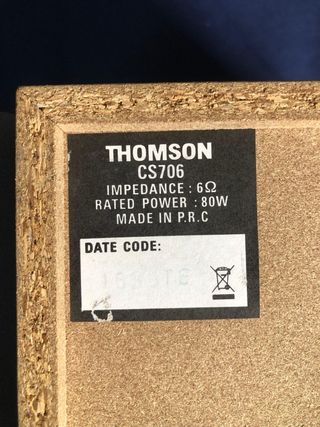 THOMSON
CS706
IMPEDANCE : 6Ω
RATED POWER : 80W
MADE IN P.R.C
DATE CODE: